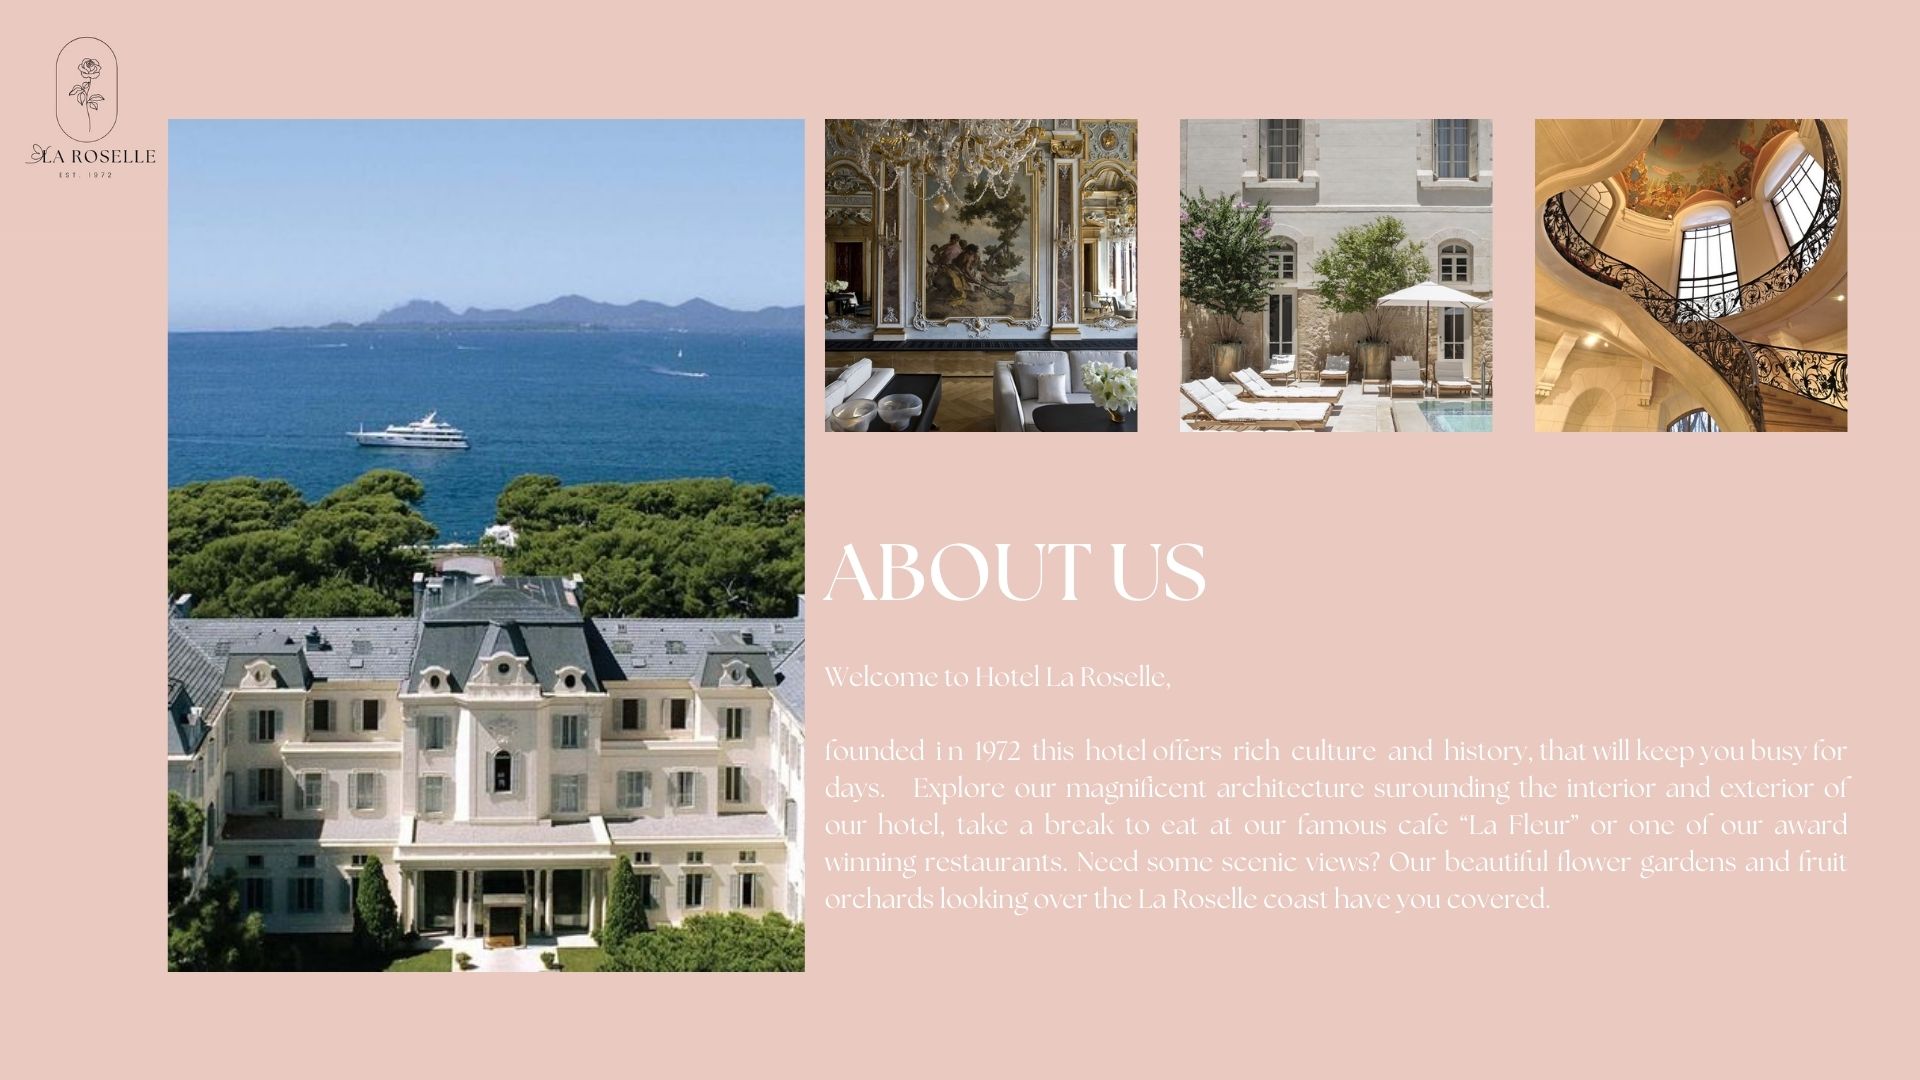 LA ROSELLE
EST. 1972
ABOUT US
Welcome to Hotel La Roselle,
founded i n 1972 this hotel offers rich culture and history, that will keep you busy for
days. Explore our magnificent architecture surounding the interior and exterior of
our hotel, take a break to eat at our famous cafe “La Fleur” or one of our award
winning restaurants. Need some scenic views? Our beautiful flower gardens and fruit
orchards looking over the La Roselle coast have you covered.